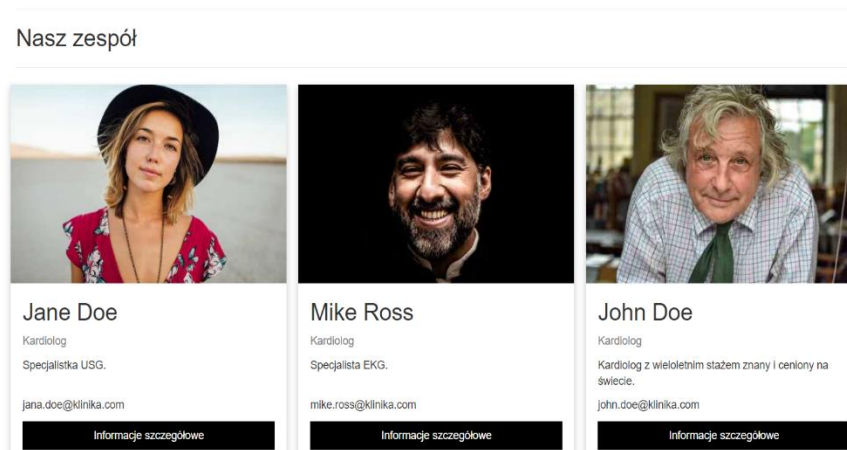 Nasz zespół
Jane Doe
Kardiolog
Specjalistka USG.
jana.doe@klinika.com
Informacje szczegółowe
Mike Ross
Kardiolog
Specjalista EKG.
mike.ross@klinika.com
Informacje szczegółowe
John Doe
Kardiolog
Kardiolog z wieloletnim stażem znany i ceniony na
świecie.
john.doe@klinika.com
Informacje szczegółowe